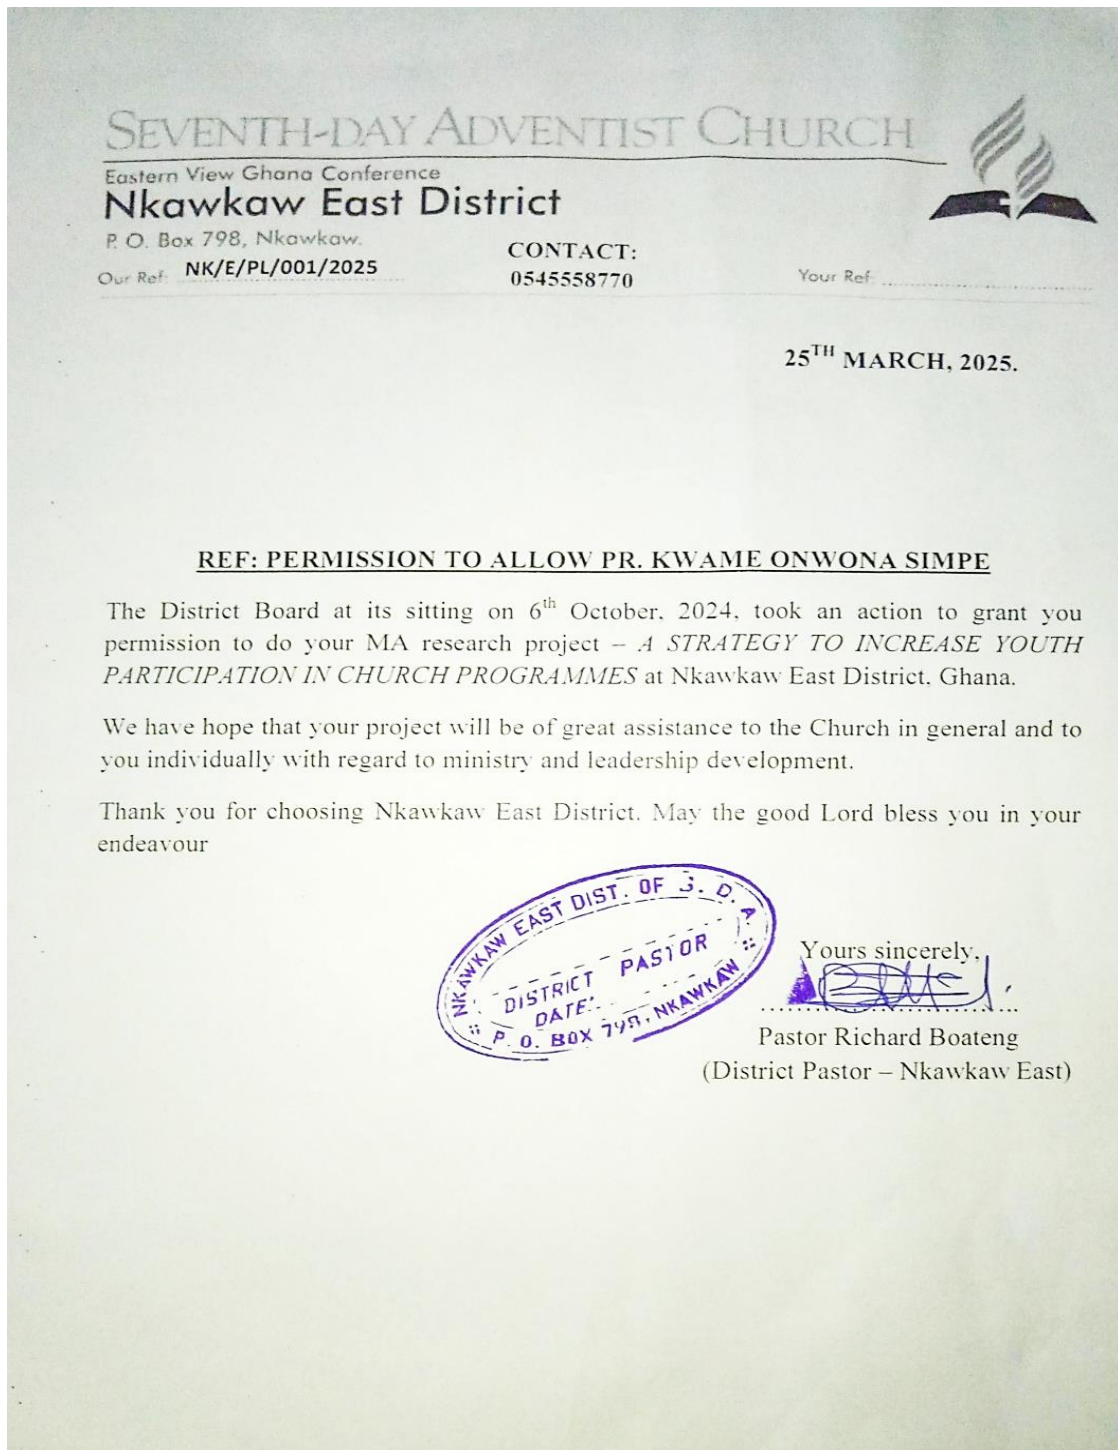 SEVENTH-DAY ADVENTIST CHURCH
Eastern View Ghana Conference
Nkawkaw East District
P. O. Box 798, Nkawkaw.
CONTACT:
Our Ref: NK/E/PL/001/2025
0545558770
Your Ref:
25TH MARCH, 2025.
REF: PERMISSION TO ALLOW PR. KWAME ONWONA SIMPE
The District Board at its sitting on 6th October, 2024, took an action to grant you
permission to do your MA research project – A STRATEGY TO INCREASE YOUTH
PARTICIPATION IN CHURCH PROGRAMMES at Nkawkaw East District, Ghana.
We have hope that your project will be of great assistance to the Church in general and to
you individually with regard to ministry and leadership development.
Thank you for choosing Nkawkaw East District. May the good Lord bless you in your
endeavour
NKAWKAW EAST DIST. OF S. D. A.
DISTRICT PASTOR
DATE:
P. O. BOX 798, NKAWKAW
Yours sincerely,
Pastor Richard Boateng
(District Pastor – Nkawkaw East)